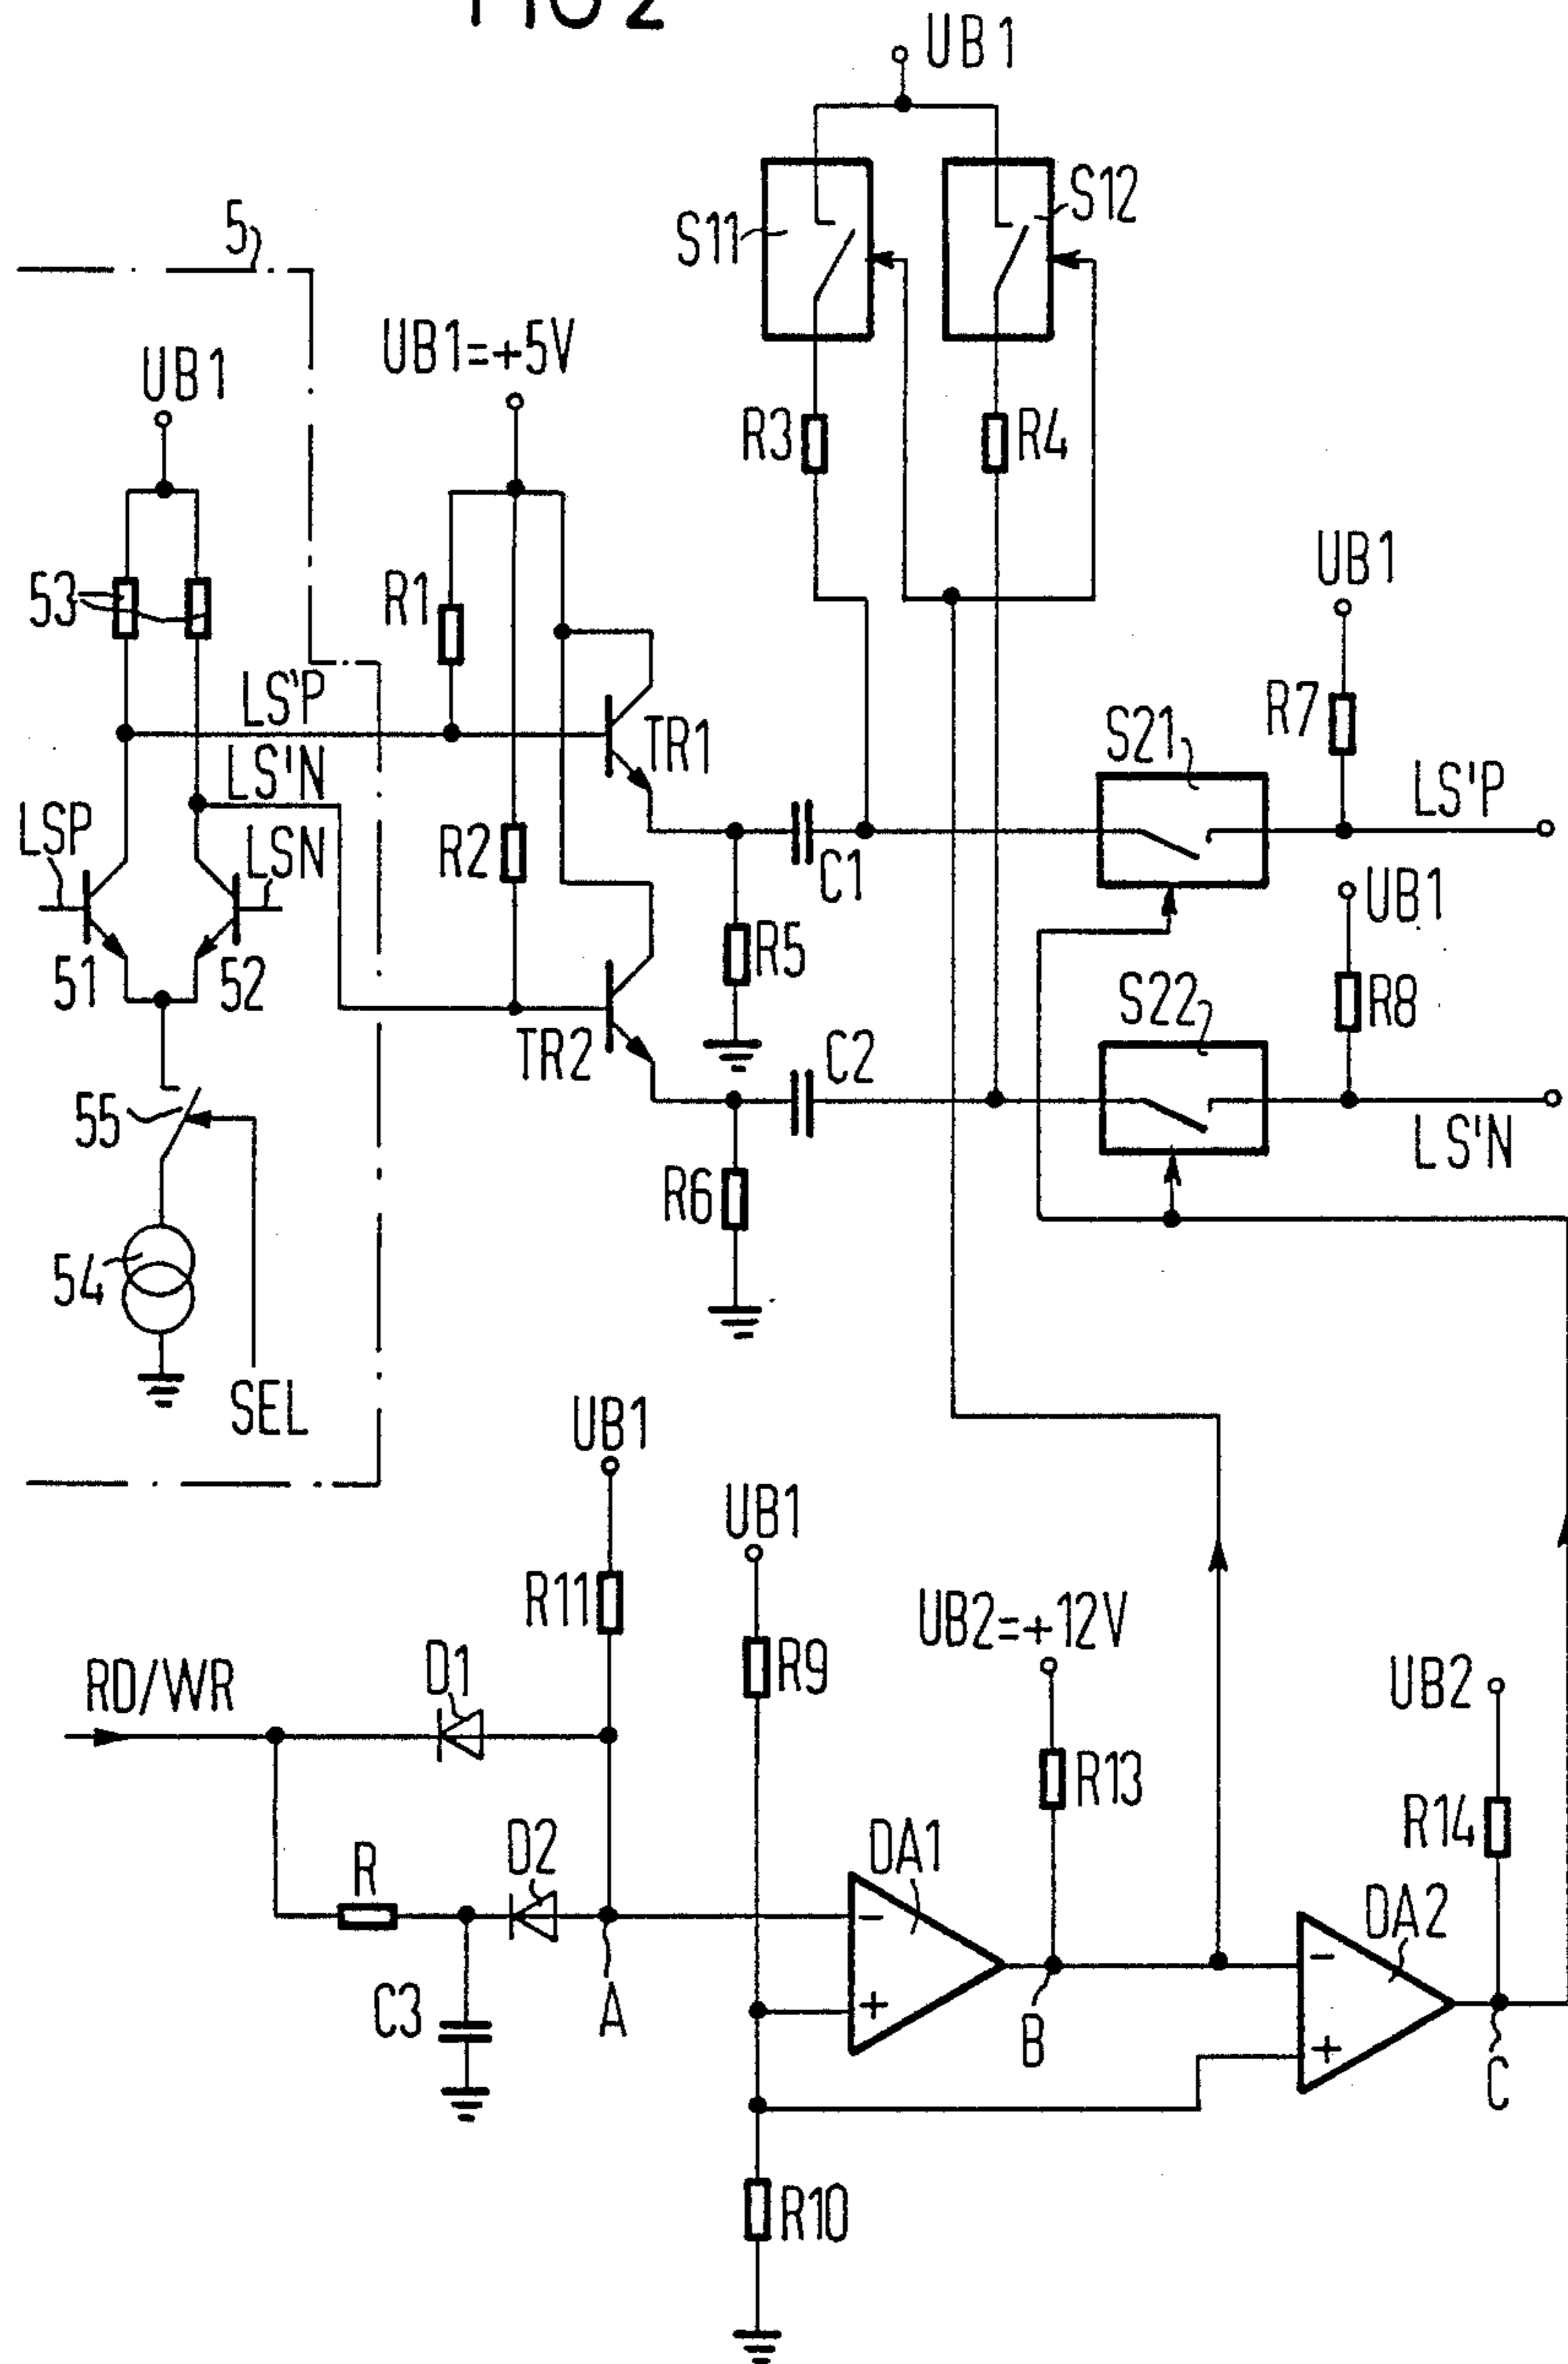 FIG 2
UB1
S11
S12
5
UB1
UB1=+5V
R3
R4
UB1
53
R1
LS'P
LS'N
TR1
S21
R7
LS'P
LSP
LSN
R2
C1
UB1
51
52
R5
S22
R8
TR2
C2
55
LS'N
R6
54
SEL
UB1
UB1
R11
UB2=+12V
RD/WR
D1
R9
UB2
R13
R14
R
D2
DA1
DA2
-
-
C3
A
+
B
+
C
R10